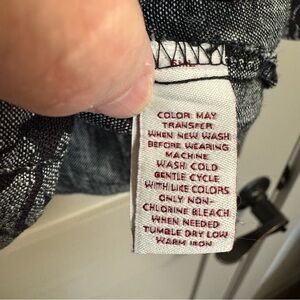 COLOR MAY
TRANSFER
WHEN NEW WASH
BEFORE WEARING
MACHINE
WASH COLD
GENTLE CYCLE
WITH LIKE COLORS
ONLY NON-
CHLORINE BLEACH
WHEN NEEDED
TUMBLE DRY LOW
WARM IRON